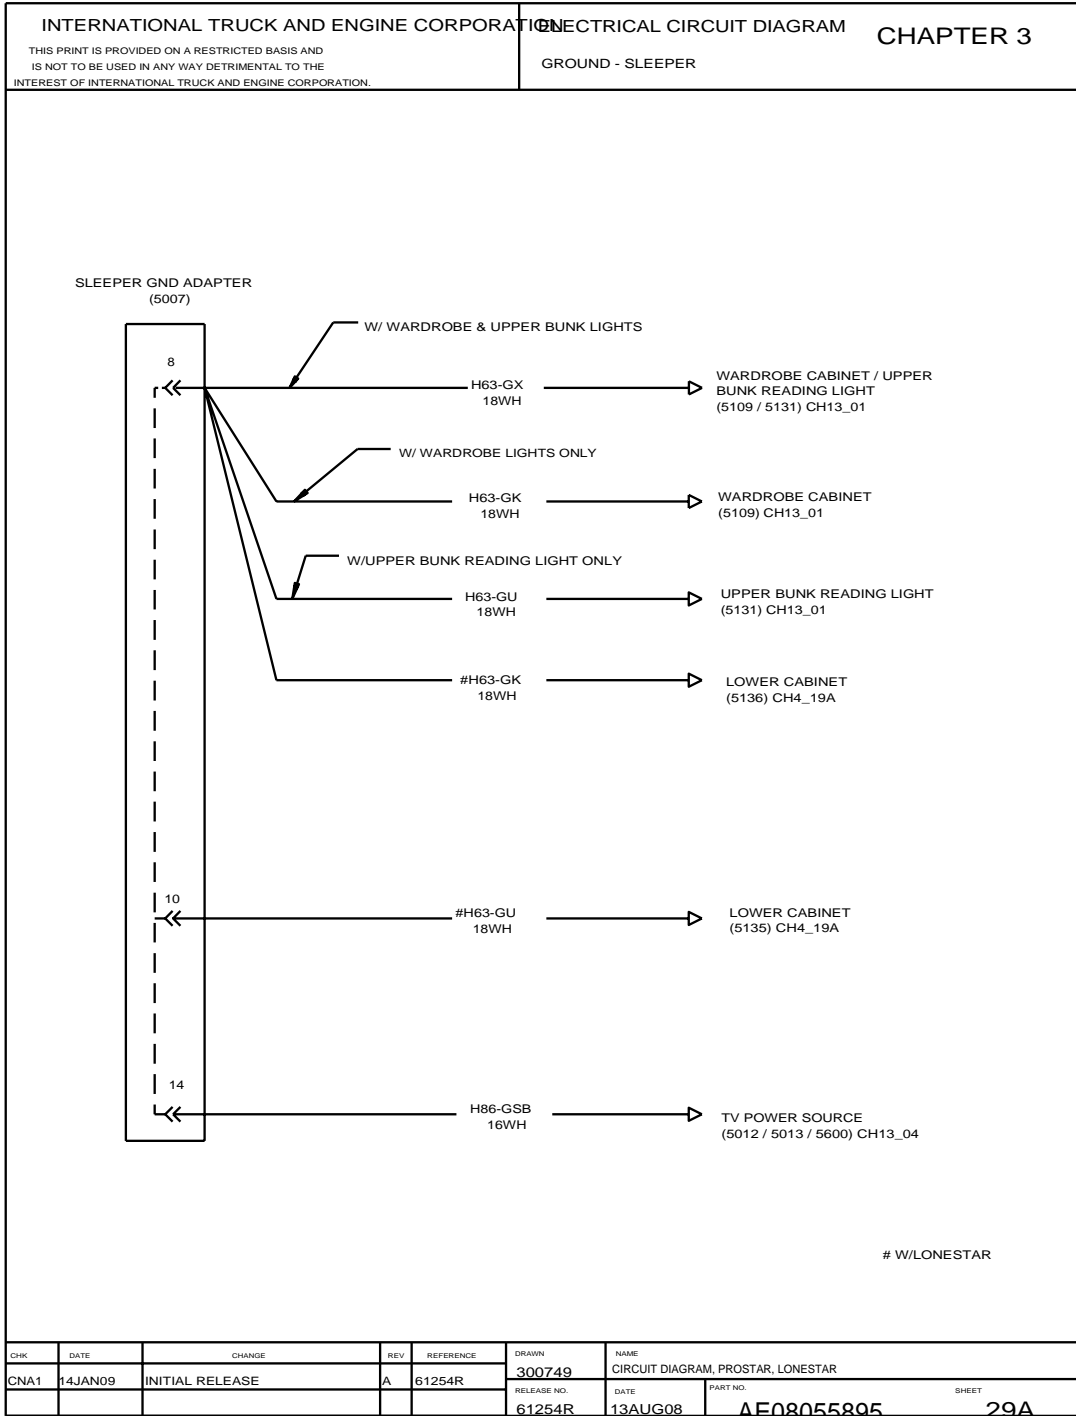 INTERNATIONAL TRUCK AND ENGINE CORPORATION
THIS PRINT IS PROVIDED ON A RESTRICTED BASIS AND
IS NOT TO BE USED IN ANY WAY DETRIMENTAL TO THE
INTEREST OF INTERNATIONAL TRUCK AND ENGINE CORPORATION.
ELECTRICAL CIRCUIT DIAGRAM
GROUND - SLEEPER
CHAPTER 3
SLEEPER GND ADAPTER
(5007)
W/ WARDROBE & UPPER BUNK LIGHTS
8
H63-GX
18WH
WARDROBE CABINET / UPPER
BUNK READING LIGHT
(5109 / 5131) CH13_01
W/ WARDROBE LIGHTS ONLY
H63-GK
18WH
WARDROBE CABINET
(5109) CH13_01
W/UPPER BUNK READING LIGHT ONLY
H63-GU
18WH
UPPER BUNK READING LIGHT
(5131) CH13_01
#H63-GK
18WH
LOWER CABINET
(5136) CH4_19A
10
#H63-GU
18WH
LOWER CABINET
(5135) CH4_19A
14
H86-GSB
16WH
TV POWER SOURCE
(5012 / 5013 / 5600) CH13_04
# W/LONESTAR
CHK DATE CHANGE REV REFERENCE
CNA1 14JAN09 INITIAL RELEASE A 61254R
DRAWN
300749
NAME
CIRCUIT DIAGRAM, PROSTAR, LONESTAR
RELEASE NO.
61254R
DATE
13AUG08
PART NO.
AE08055895
SHEET
29A